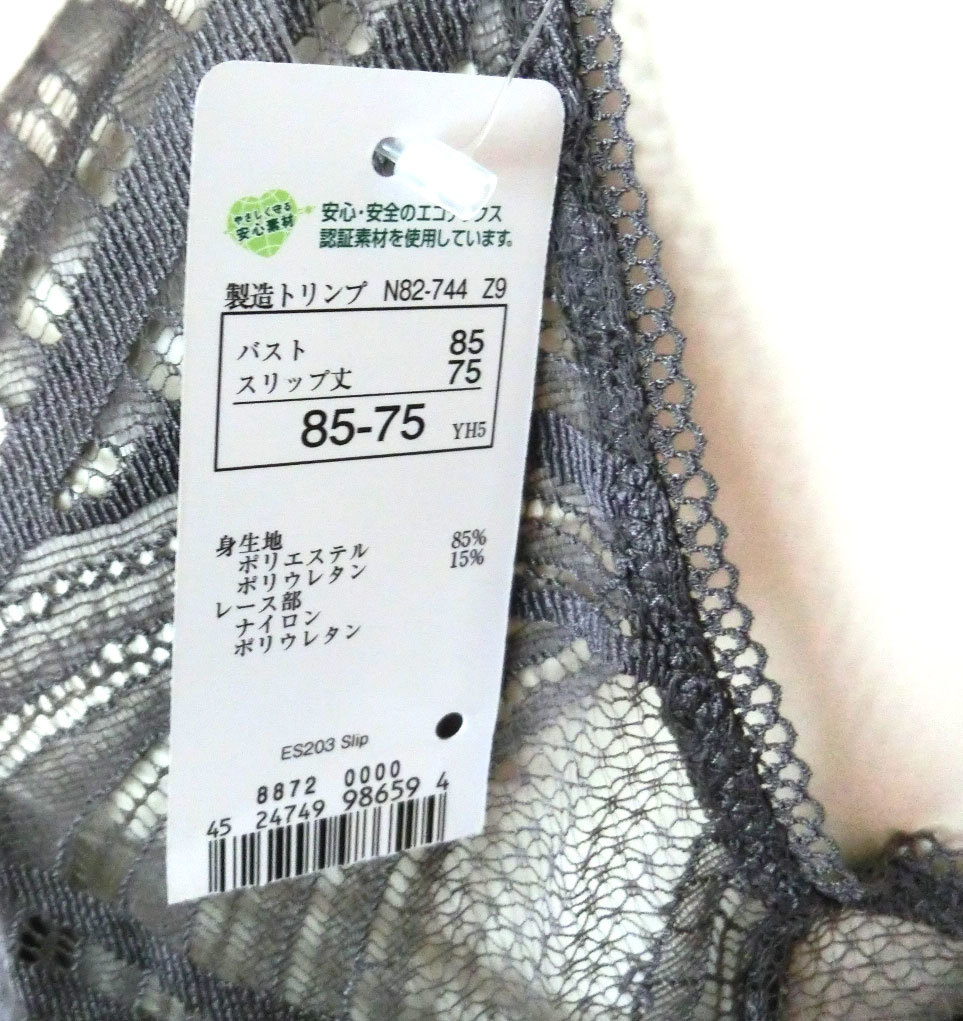 やさしく守る
安心素材
安心・安全のエコテックス
認証素材を使用しています。
製造トリンプ N82-744 Z9
バスト 85
スリップ丈 75
85-75 YH5
身生地
ポリエステル 85%
ポリウレタン 15%
レース部
ナイロン
ポリウレタン
ES203 Slip
8872 0000
45 24749 98659 4